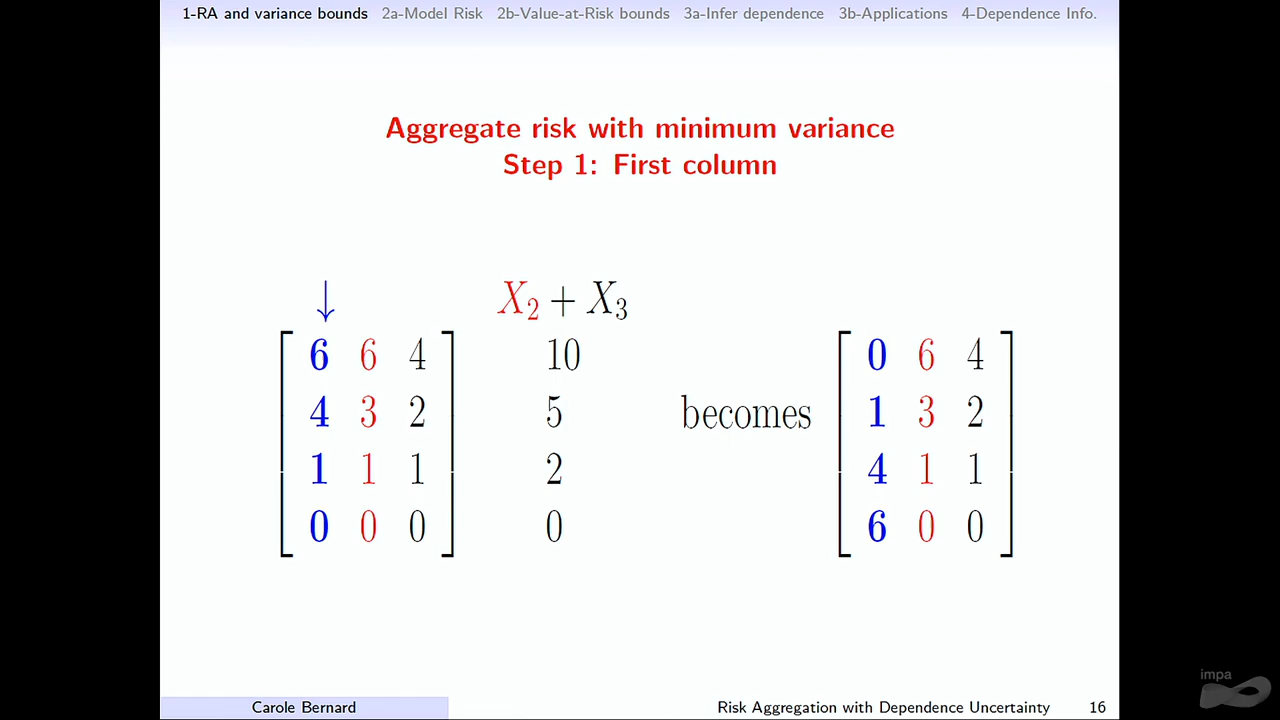 1-RA and variance bounds 2a-Model Risk 2b-Value-at-Risk bounds 3a-Infer dependence 3b-Applications 4-Dependence Info.
Aggregate risk with minimum variance
Step 1: First column
↓ X₂ + X₃
6 6 4 10 0 6 4
4 3 2 5 becomes 1 3 2
1 1 1 2 4 1 1
0 0 0 0 6 0 0
impa
Carole Bernard Risk Aggregation with Dependence Uncertainty 16